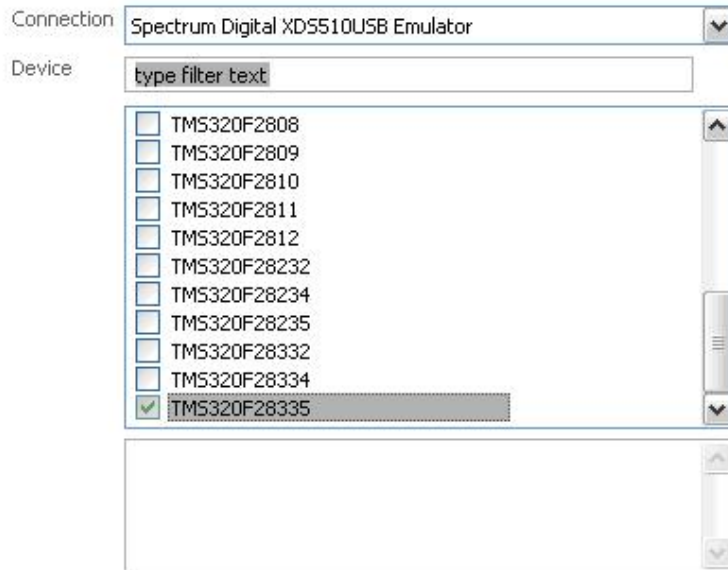 Connection Spectrum Digital XDS510USB Emulator
Device type filter text
TMS320F2808
TMS320F2809
TMS320F2810
TMS320F2811
TMS320F2812
TMS320F28232
TMS320F28234
TMS320F28235
TMS320F28332
TMS320F28334
TMS320F28335